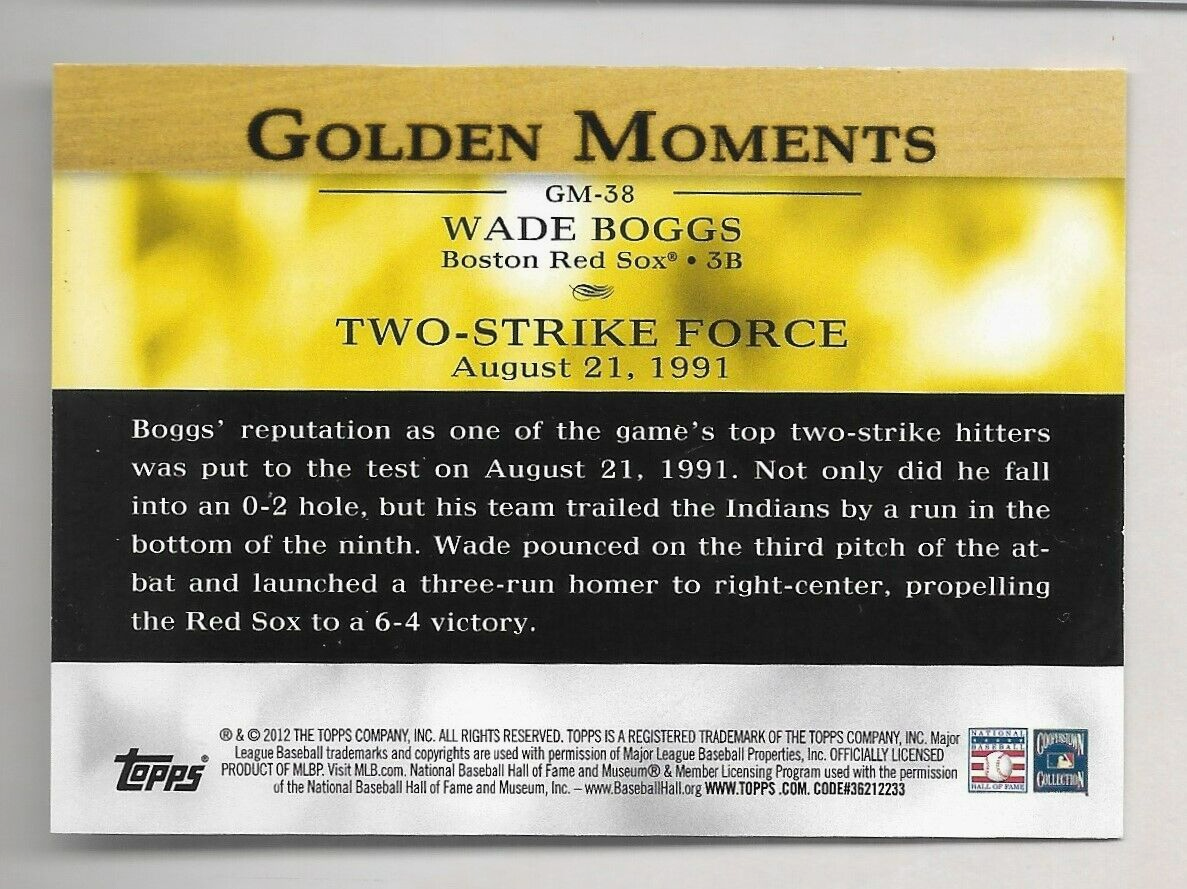 GOLDEN MOMENTS
GM-38
WADE BOGGS
Boston Red Sox® • 3B
TWO-STRIKE FORCE
August 21, 1991
Boggs' reputation as one of the game's top two-strike hitters
was put to the test on August 21, 1991. Not only did he fall
into an 0-2 hole, but his team trailed the Indians by a run in the
bottom of the ninth. Wade pounced on the third pitch of the at-
bat and launched a three-run homer to right-center, propelling
the Red Sox to a 6-4 victory.
topps®
® & © 2012 THE TOPPS COMPANY, INC. ALL RIGHTS RESERVED. TOPPS IS A REGISTERED TRADEMARK OF THE TOPPS COMPANY, INC. Major
League Baseball trademarks and copyrights are used with permission of Major League Baseball Properties, Inc. OFFICIALLY LICENSED
PRODUCT OF MLBP. Visit MLB.com. National Baseball Hall of Fame and Museum® & Member Licensing Program used with the permission
of the National Baseball Hall of Fame and Museum, Inc. – www.BaseballHall.org WWW.TOPPS .COM. CODE#36212233
NATIONAL
BASEBALL
HALL OF FAME
COOPERSTOWN
COLLECTION